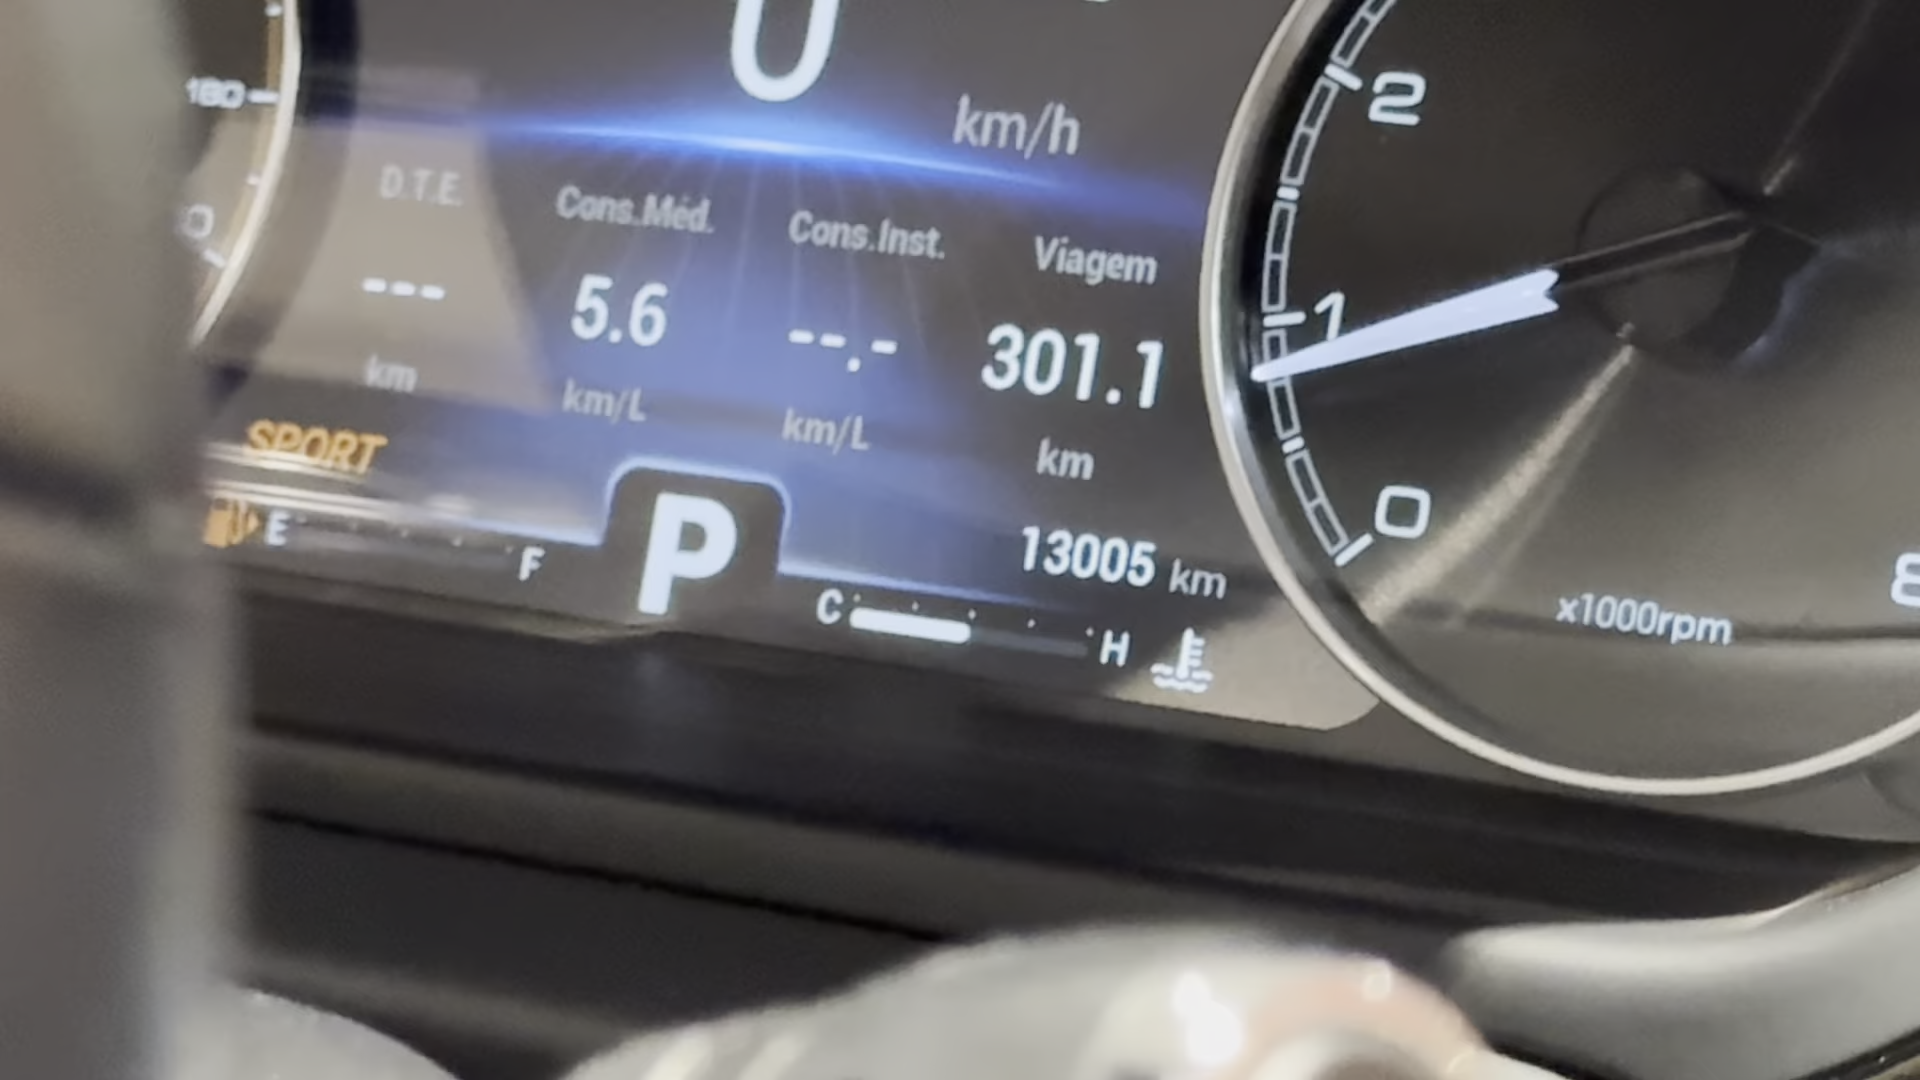 0
km/h
180
D.T.E. Cons.Méd. Cons.Inst. Viagem
--- 5.6 --.- 301.1
km km/L km/L km
SPORT
E F P
13005 km
C H
2
1
0
x1000rpm
8